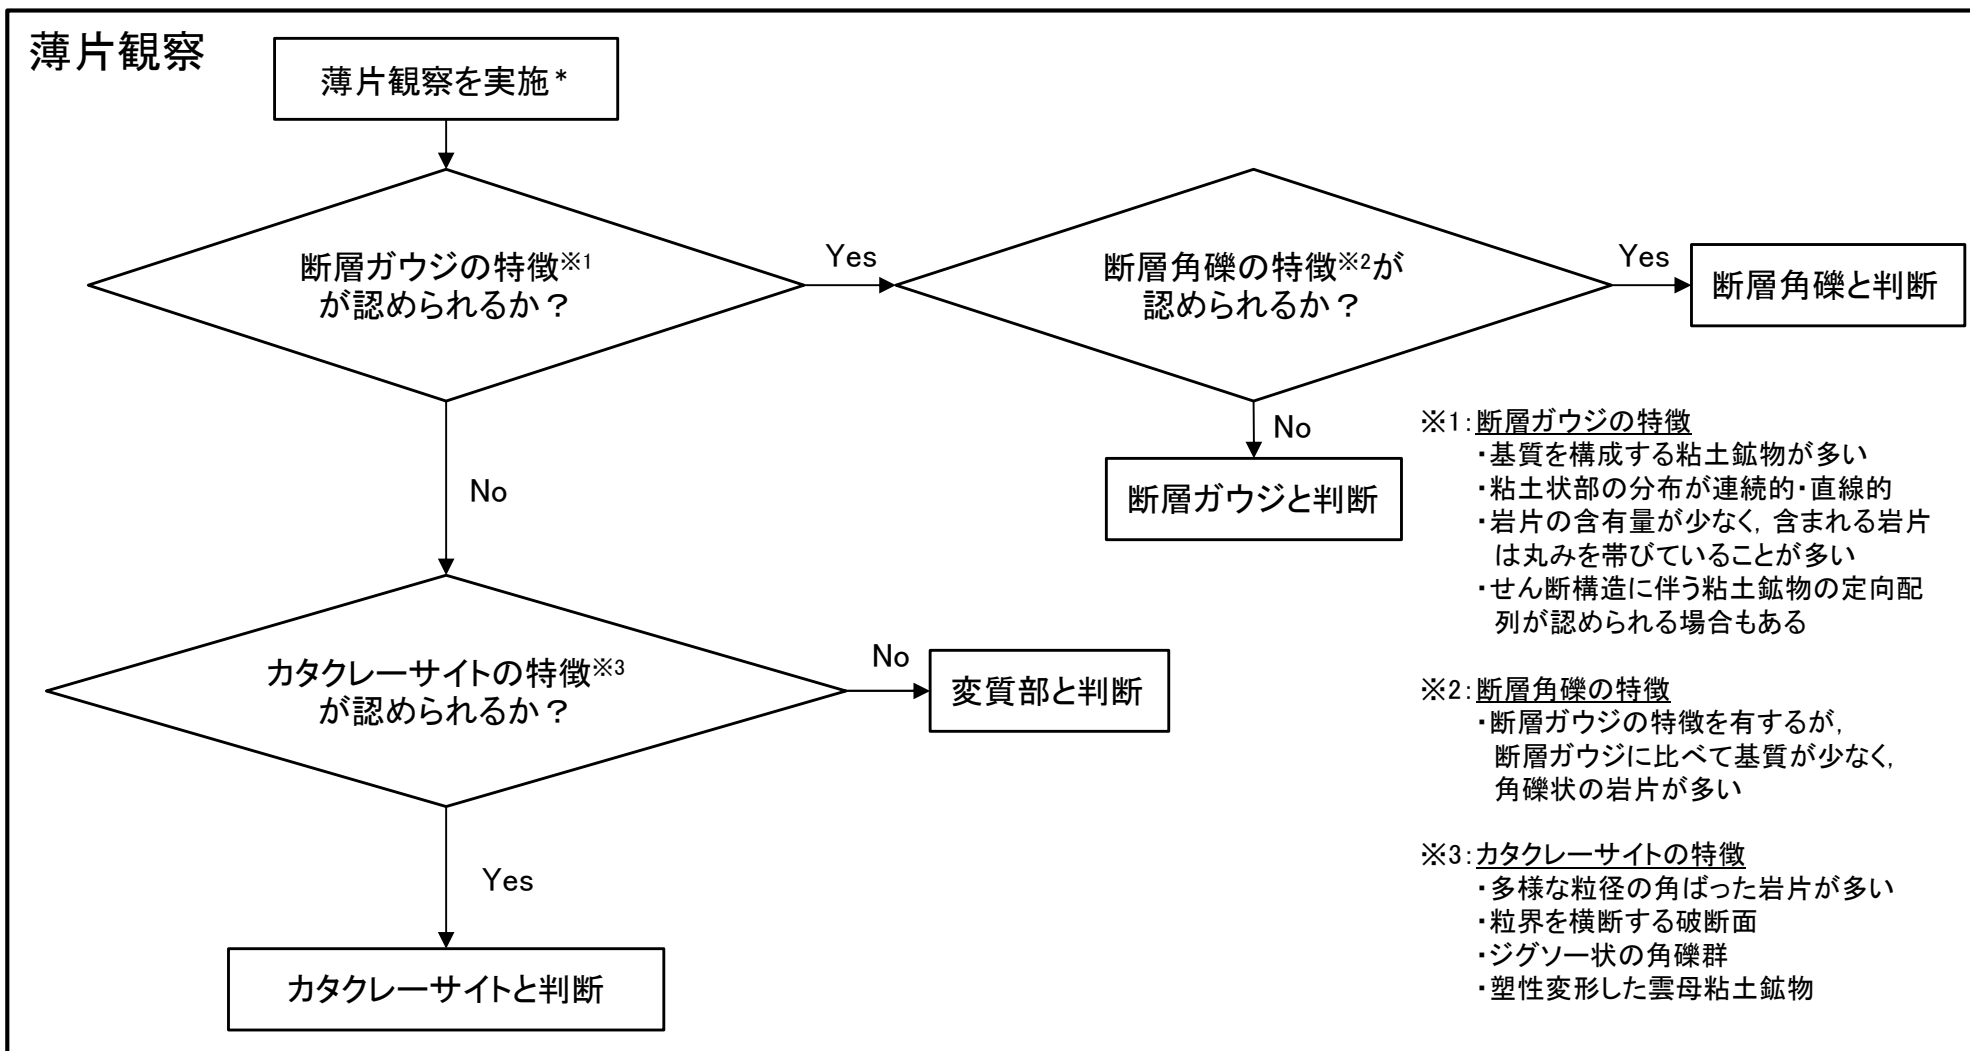 薄片観察
薄片観察を実施*
断層ガウジの特徴※1
が認められるか？
Yes
断層角礫の特徴※2が
認められるか？
Yes
断層角礫と判断
No
断層ガウジと判断
No
カタクレーサイトの特徴※3
が認められるか？
No
変質部と判断
Yes
カタクレーサイトと判断
※1：断層ガウジの特徴
・基質を構成する粘土鉱物が多い
・粘土状部の分布が連続的・直線的
・岩片の含有量が少なく，含まれる岩片
は丸みを帯びていることが多い
・せん断構造に伴う粘土鉱物の定向配
列が認められる場合もある
※2：断層角礫の特徴
・断層ガウジの特徴を有するが，
断層ガウジに比べて基質が少なく，
角礫状の岩片が多い
※3：カタクレーサイトの特徴
・多様な粒径の角ばった岩片が多い
・粒界を横断する破断面
・ジグソー状の角礫群
・塑性変形した雲母粘土鉱物